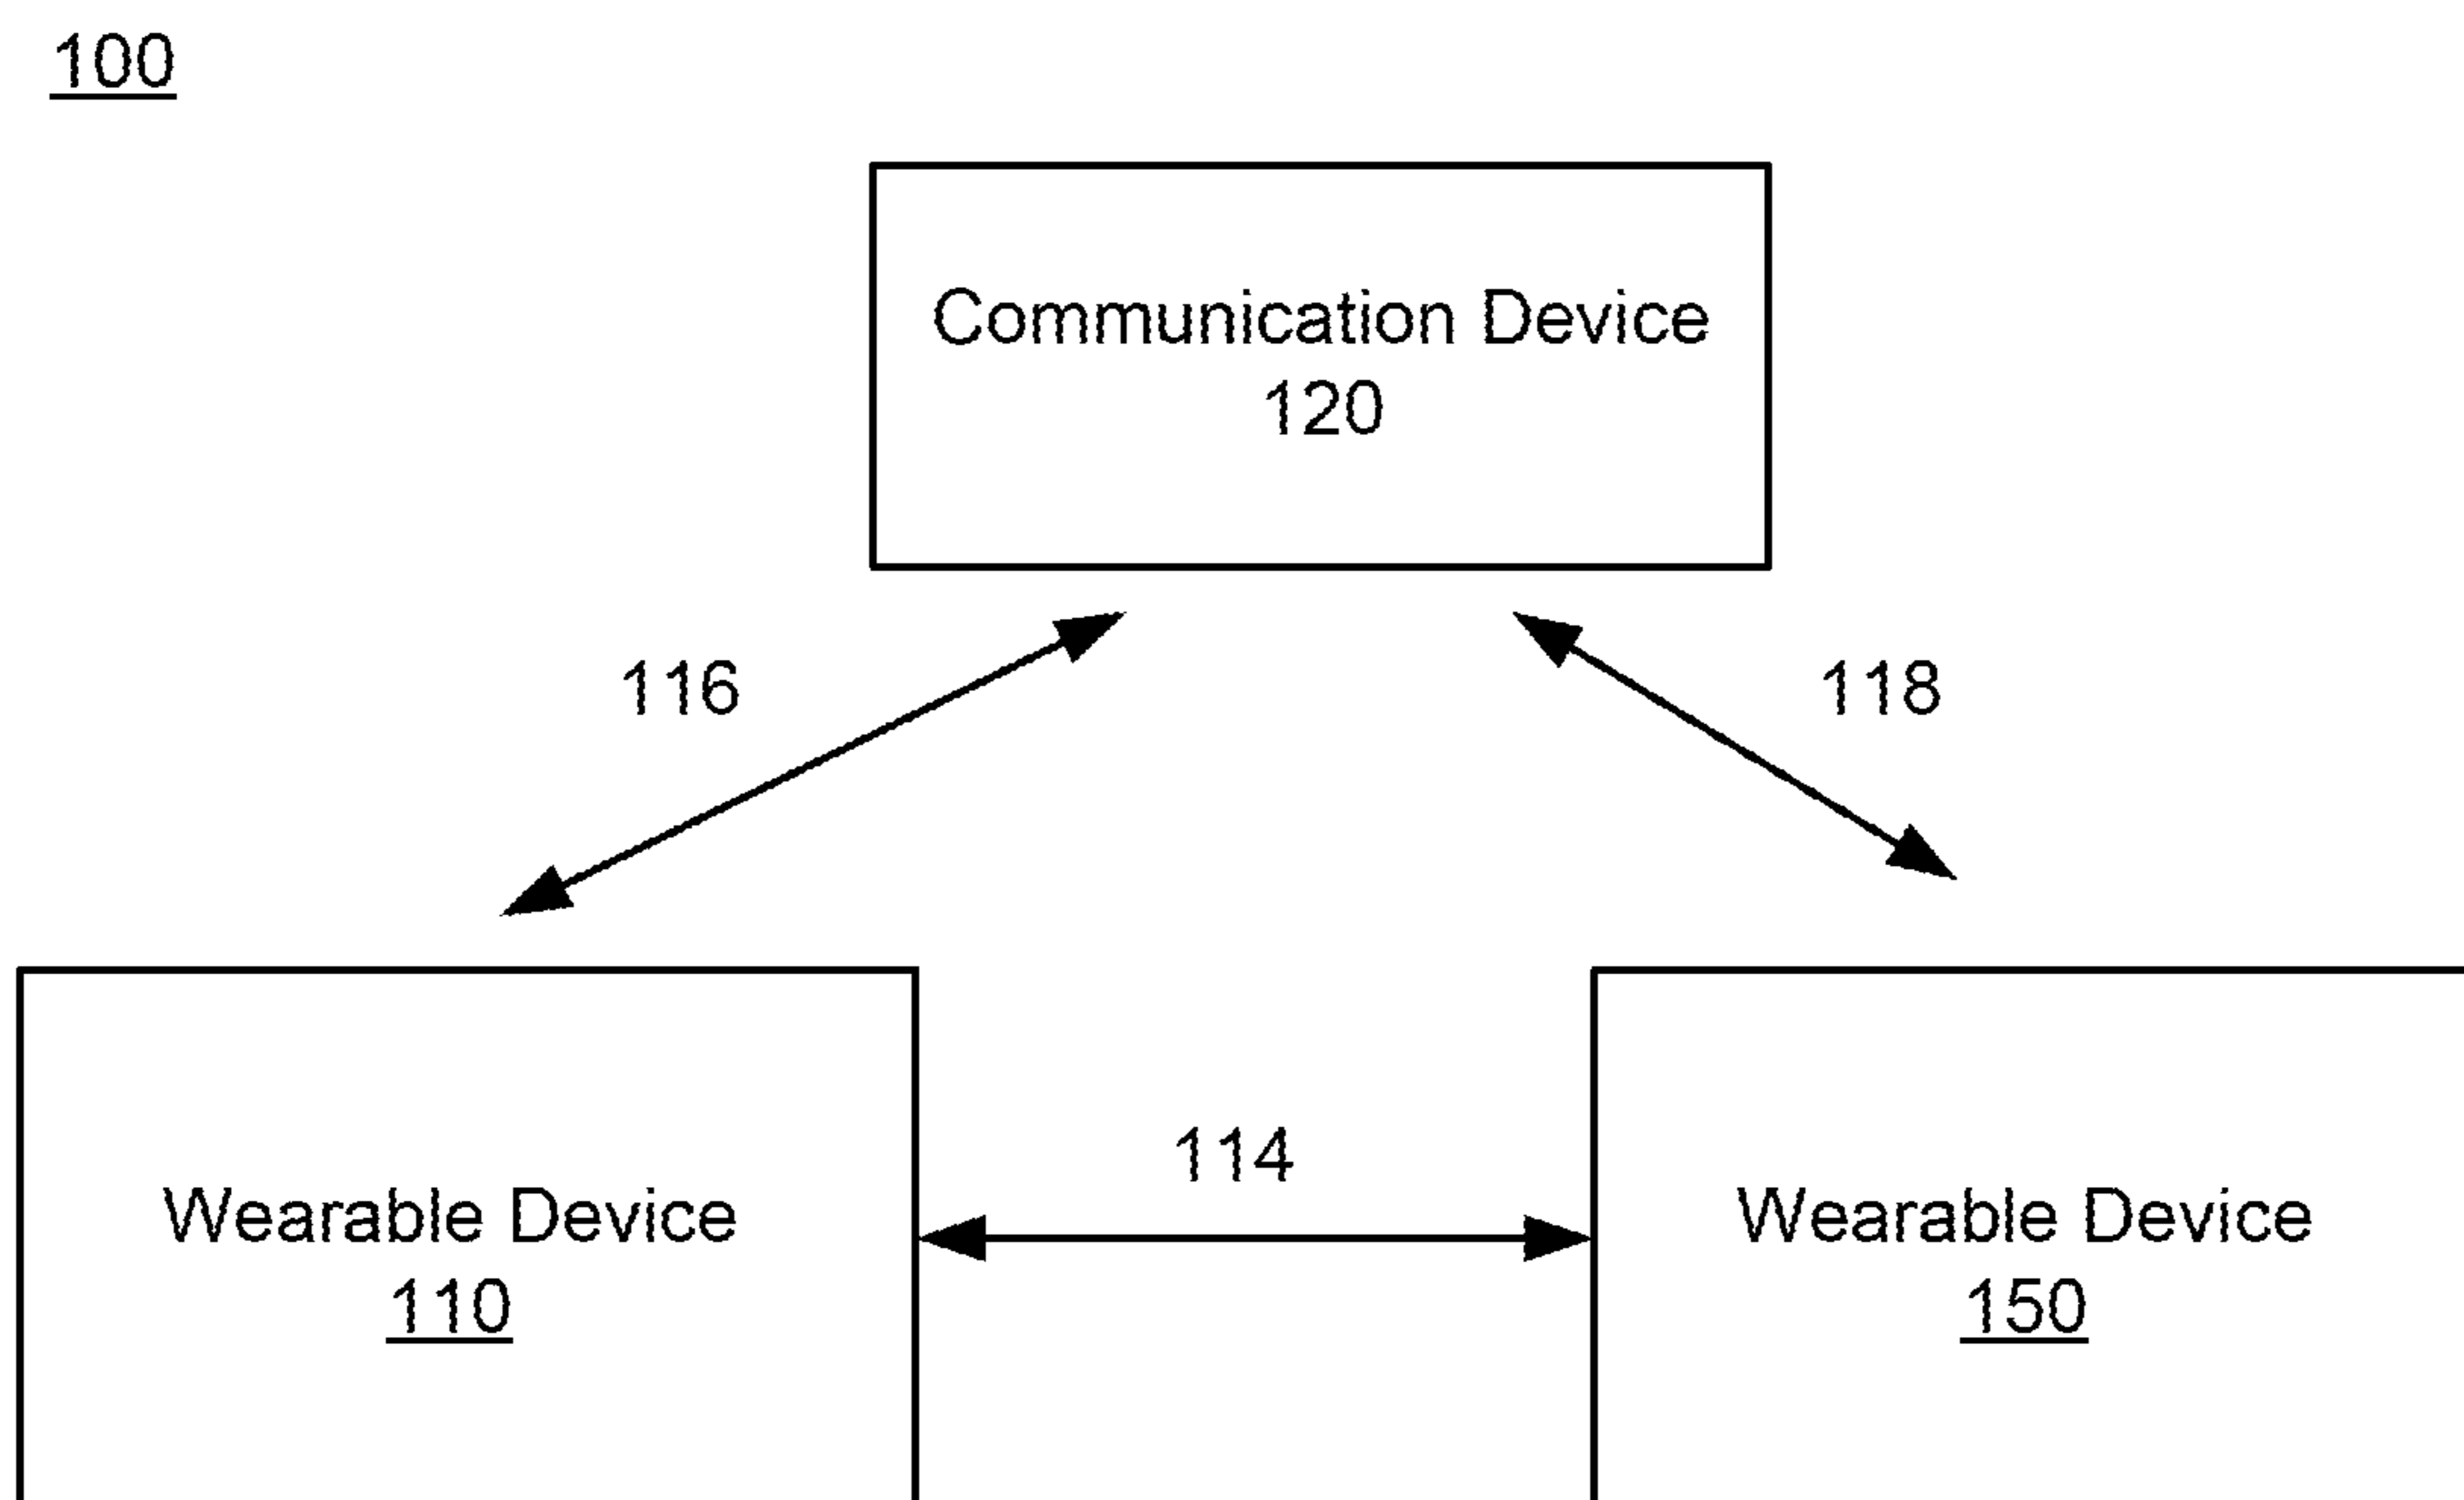 100
Communication Device
120
116
118
114
Wearable Device
110
Wearable Device
150